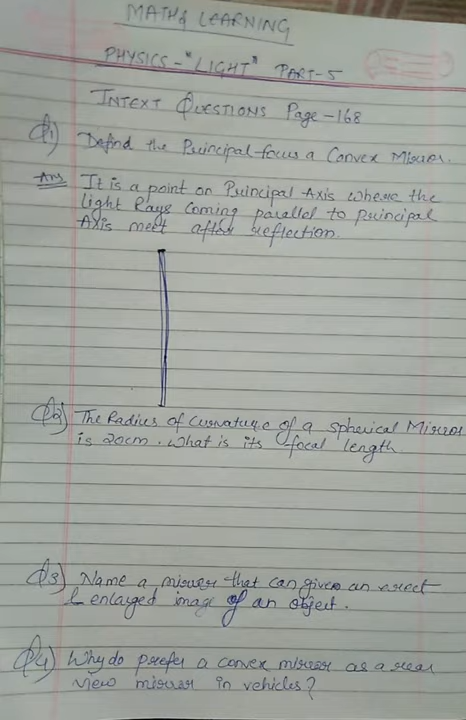 MATHS LEARNING
PHYSICS - "LIGHT" PART-5
INTEXT QUESTIONS Page -168
Q1) Defind the Principal focus a Convex Mirror.
Ans It is a point on Principal Axis where the
light Rays coming parallel to principal
Axis meet after reflection.
Q2) The Radius of Curvature of a spherical Mirror
is 20cm. What is its focal length
Q3) Name a mirror that can given an erect
& enlarged image of an object.
Q4) Why do prefer a convex mirror as a rear
view mirror in vehicles?